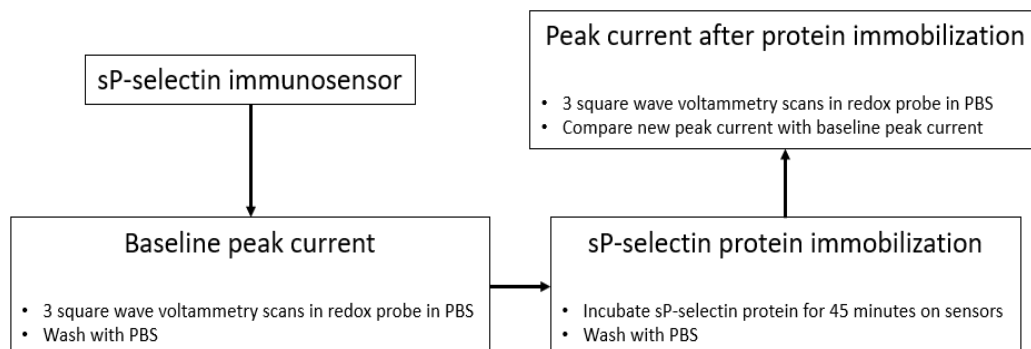 sP-selectin immunosensor
Baseline peak current
• 3 square wave voltammetry scans in redox probe in PBS
• Wash with PBS
sP-selectin protein immobilization
• Incubate sP-selectin protein for 45 minutes on sensors
• Wash with PBS
Peak current after protein immobilization
• 3 square wave voltammetry scans in redox probe in PBS
• Compare new peak current with baseline peak current